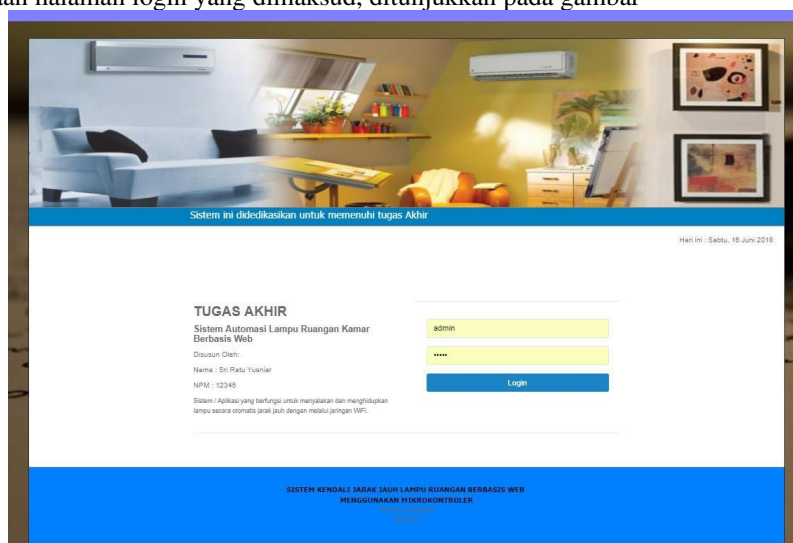 halaman login yang dimaksud, ditunjukkan pada gambar
Sistem ini didedikasikan untuk memenuhi tugas Akhir
Hari ini : Sabtu, 16 Juni 2018
TUGAS AKHIR
Sistem Automasi Lampu Ruangan Kamar
Berbasis Web
Disusun Oleh:
Nama : Sri Ratu Yusniar
NPM : 12345
Sistem / Aplikasi yang berfungsi untuk menyalakan dan menghidupkan
lampu secara otomatis jarak jauh dengan melalui jaringan WiFi.
admin
•••••
Login
SISTEM KENDALI JARAK JAUH LAMPU RUANGAN BERBASIS WEB
MENGGUNAKAN MIKROKONTROLER